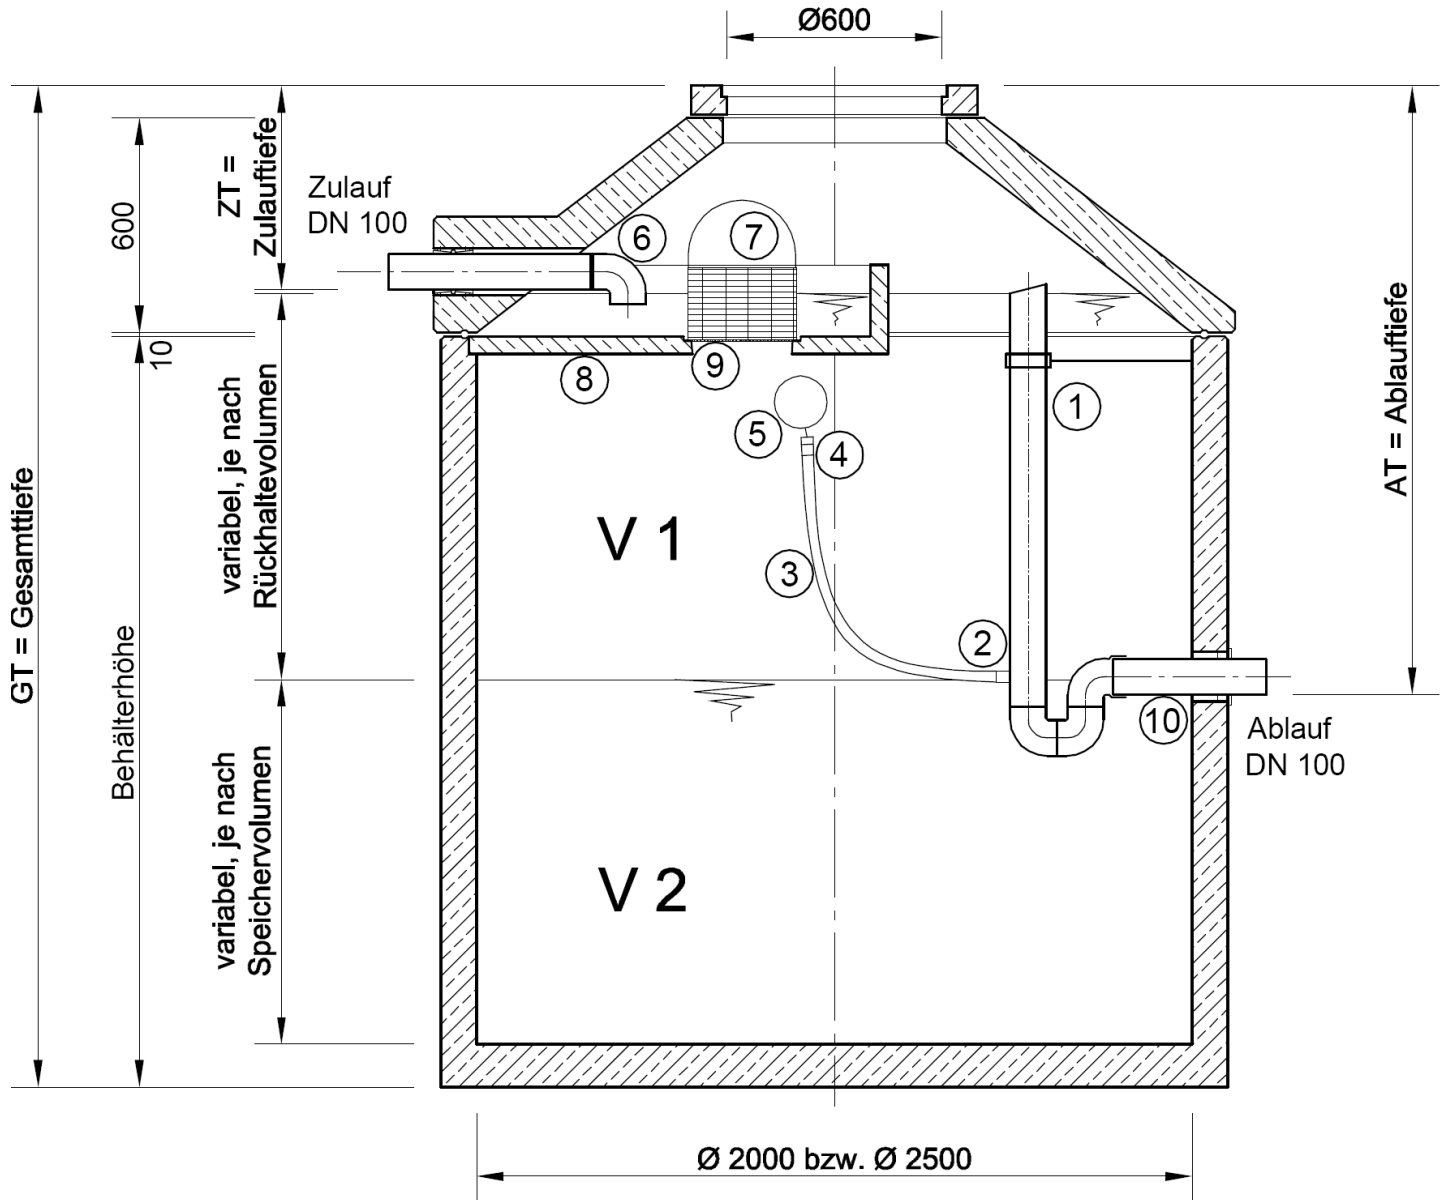 Ø600
ZT =
Zulauftiefe
Zulauf
DN 100
600
10
6
7
8
9
5
4
1
3
2
10
V 1
V 2
variabel, je nach
Rückhaltevolumen
variabel, je nach
Speichervolumen
Behälterhöhe
GT = Gesamttiefe
AT = Ablauftiefe
Ablauf
DN 100
Ø 2000 bzw. Ø 2500